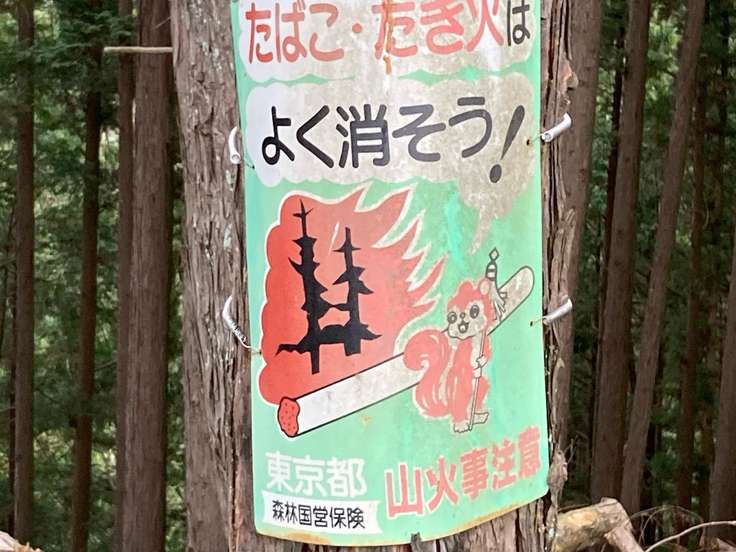 たばこ・たき火は
よく消そう!
東京都
山火事注意
森林国営保険